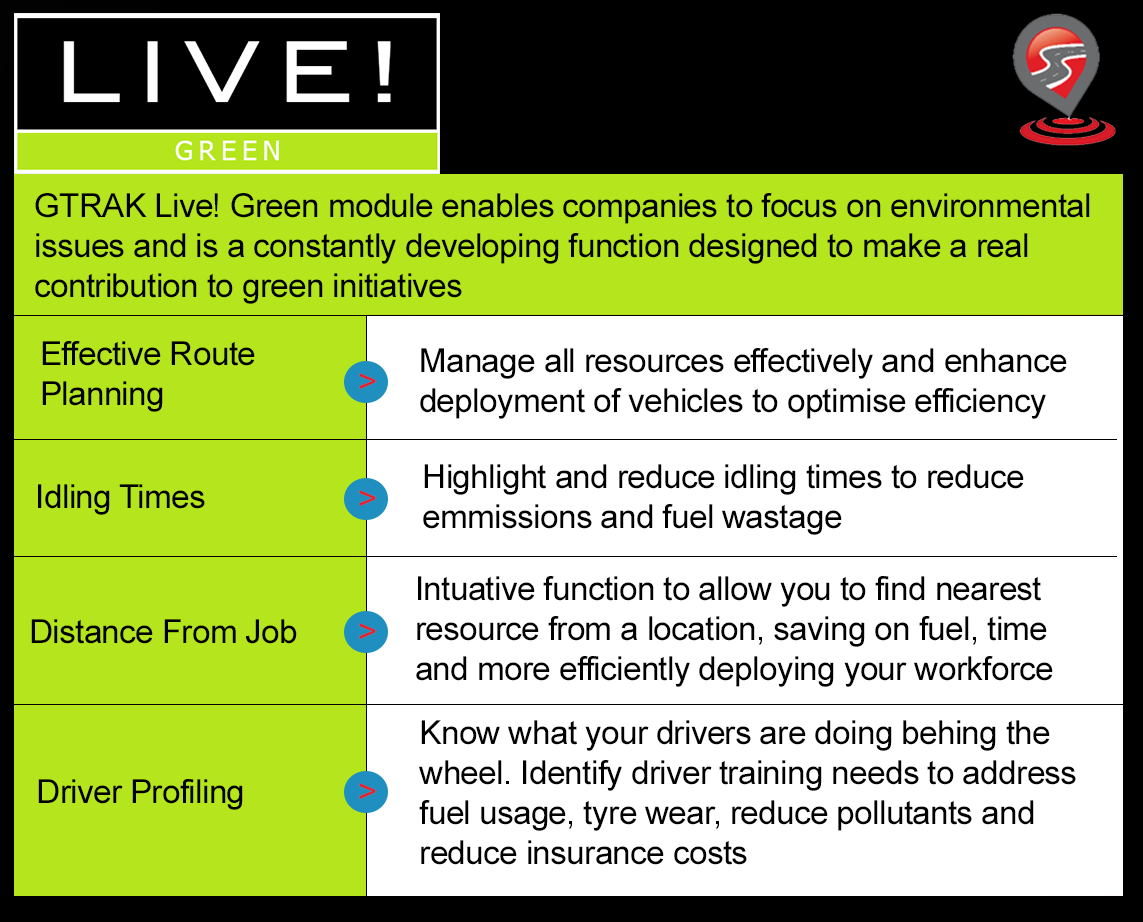 LIVE!
GREEN
GTRAK Live! Green module enables companies to focus on environmental
issues and is a constantly developing function designed to make a real
contribution to green initiatives
Effective Route
Planning
>
Manage all resources effectively and enhance
deployment of vehicles to optimise efficiency
Idling Times
>
Highlight and reduce idling times to reduce
emmissions and fuel wastage
Distance From Job
>
Intuative function to allow you to find nearest
resource from a location, saving on fuel, time
and more efficiently deploying your workforce
Driver Profiling
>
Know what your drivers are doing behing the
wheel. Identify driver training needs to address
fuel usage, tyre wear, reduce pollutants and
reduce insurance costs